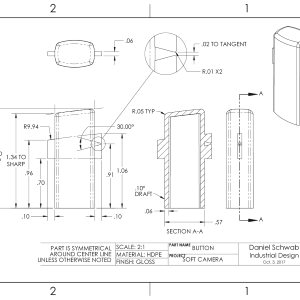 2
1
.06
.02 TO TANGENT
R.01 X2
A
R9.94
30.00°
R.05 TYP
1.34 TO
SHARP
1.06
.96
.91
.70
.10
.10
.10°
DRAFT
.06
.57
SECTION A-A
A
PART IS SYMMETRICAL
AROUND CENTER LINE
UNLESS OTHERWISE NOTED
SCALE: 2:1
MATERIAL: HDPE
FINISH: GLOSS
PART NAME
BUTTON
PROJECT
SOFT CAMERA
Daniel Schwab
Industrial Design
Oct. 5, 2017
2
1